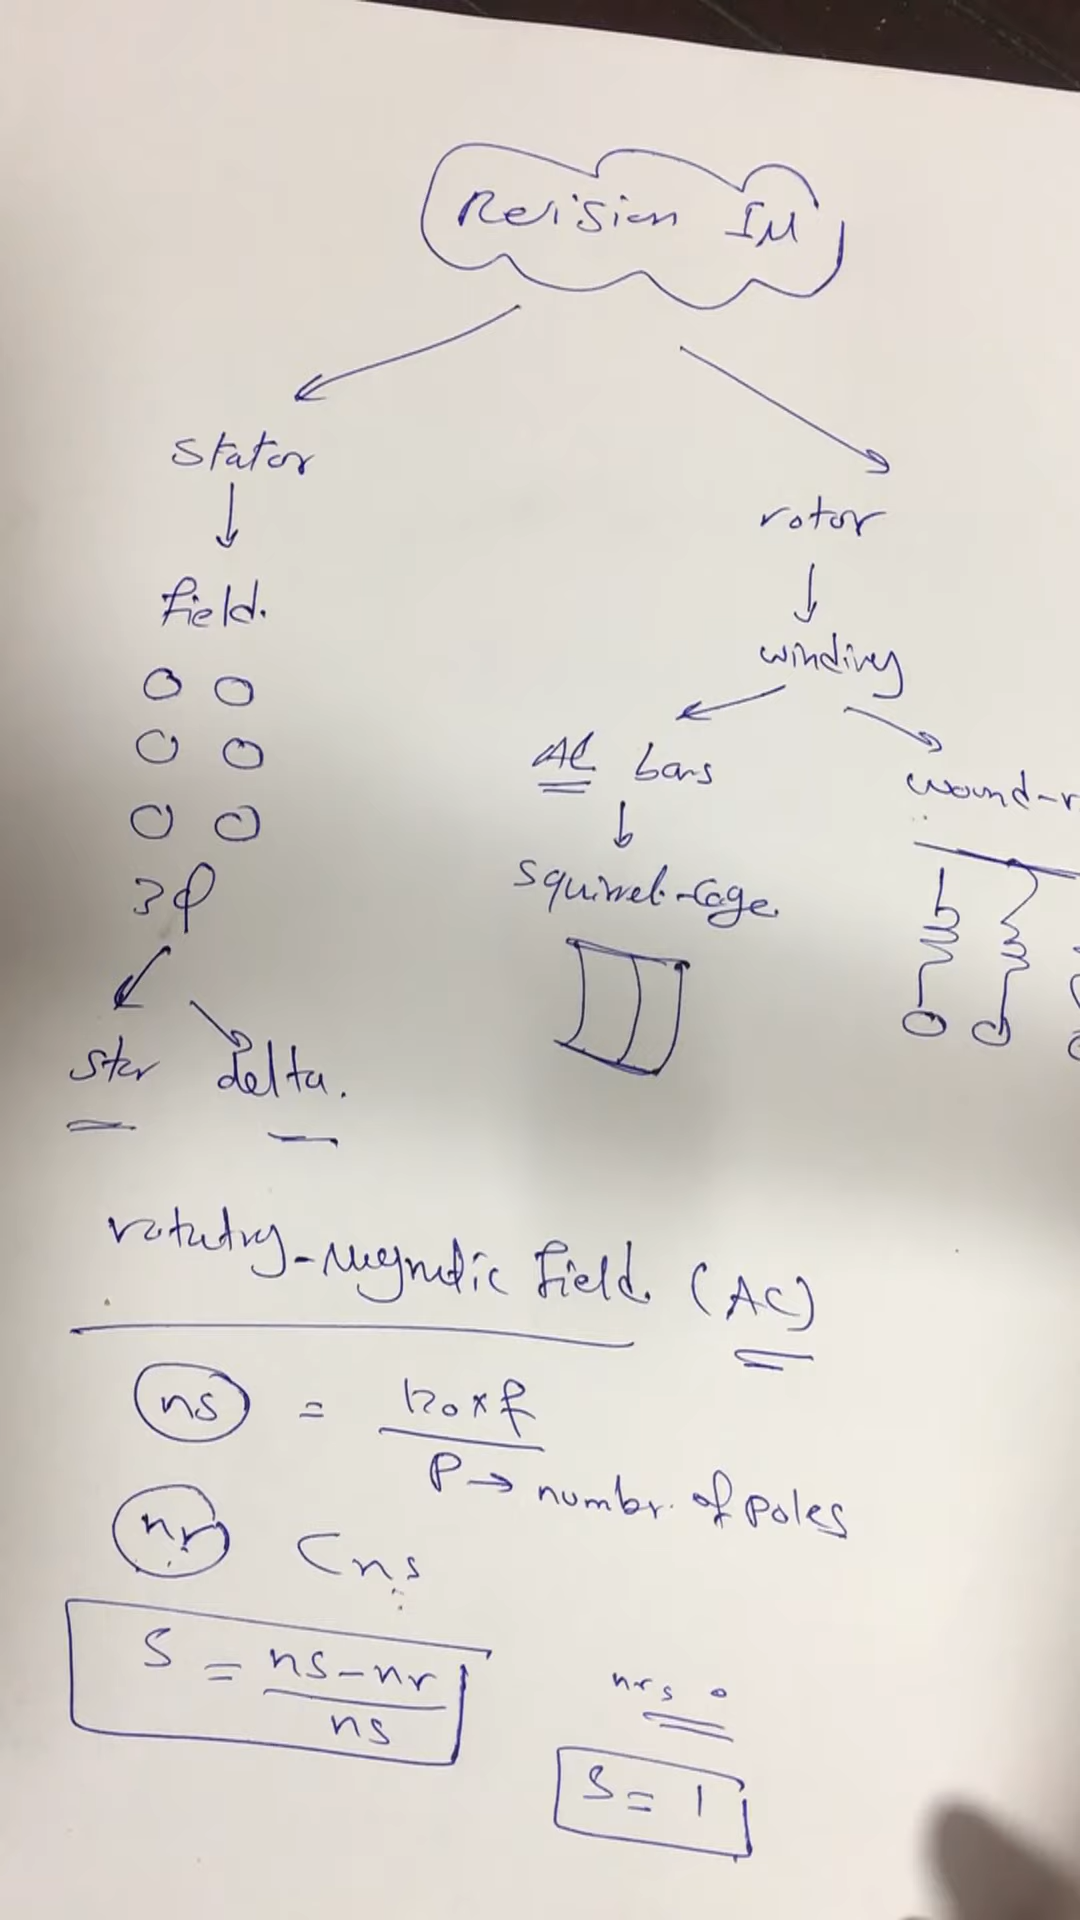 Revision IM
stator
rotor
field.
winding
Al bars
wound-r
squirrel-cage
3φ
star delta.
rotating-magnetic field. (AC)
ns = 120xf
P → number. of poles
nr < ns
S = ns-nr
ns
nr = 0
S = 1